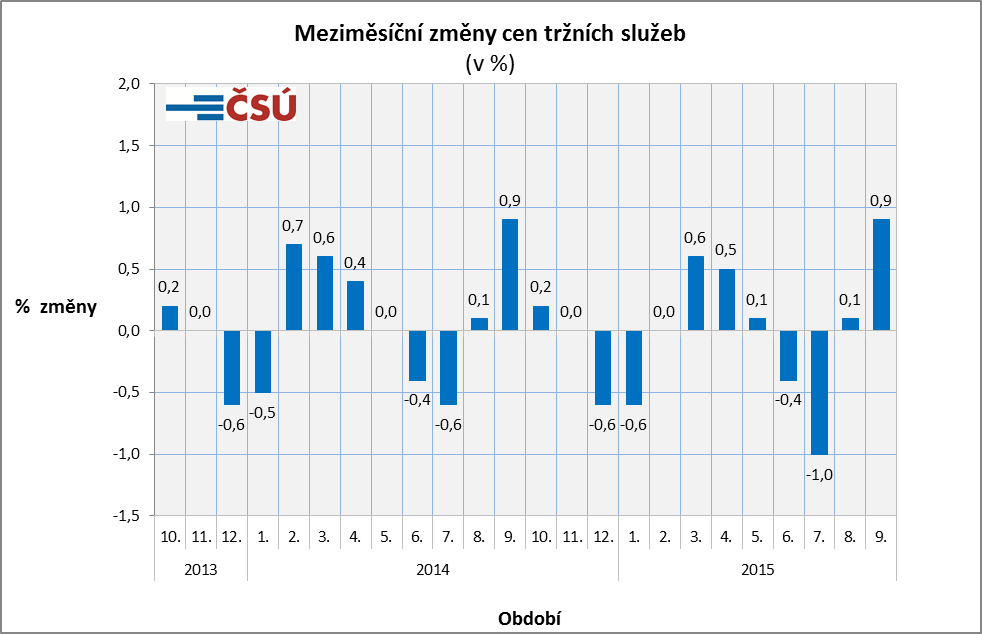 Meziměsíční změny cen tržních služeb
(v %)
ČSÚ
2,0
1,5
1,0
0,5
0,0
-0,5
-1,0
-1,5
% změny
0,2 0,0 -0,6 -0,5 0,7 0,6 0,4 0,0 -0,4 -0,6 0,1 0,9 0,2 0,0 -0,6 -0,6 0,0 0,6 0,5 0,1 -0,4 -1,0 0,1 0,9
10. 11. 12. 1. 2. 3. 4. 5. 6. 7. 8. 9. 10. 11. 12. 1. 2. 3. 4. 5. 6. 7. 8. 9.
2013 2014 2015
Období